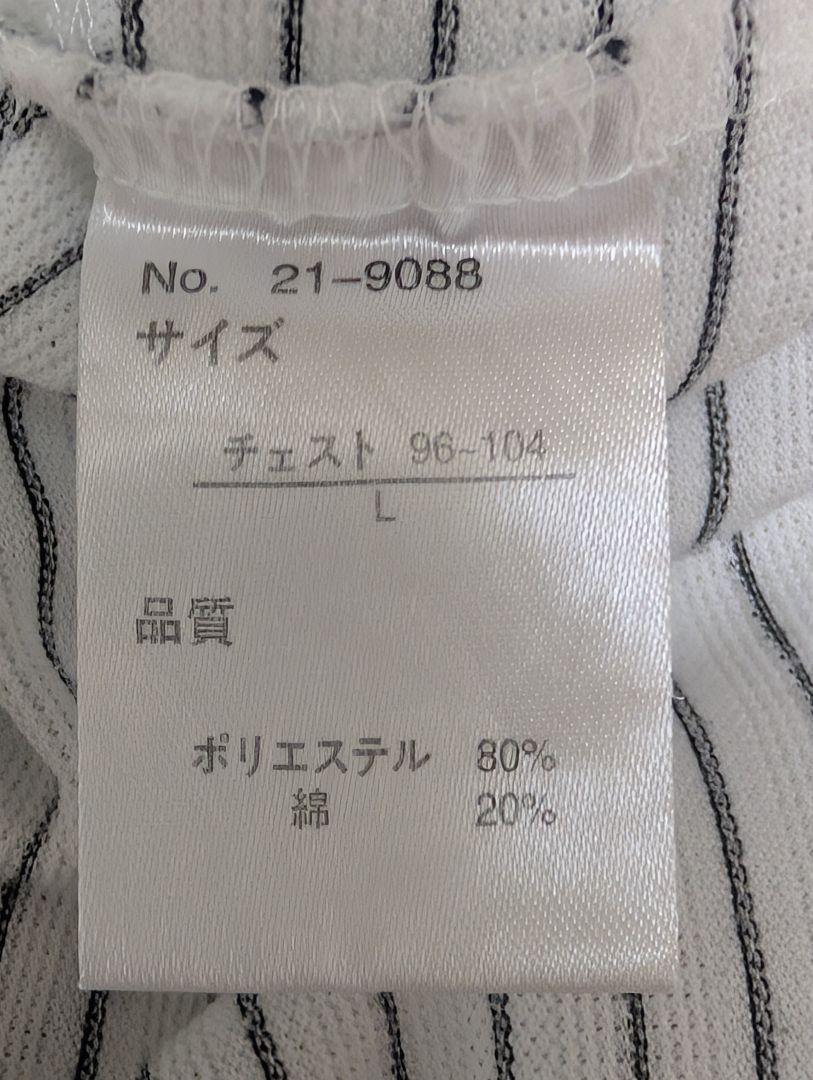 No. 21-9088
サイズ
チェスト 96~104
L
品質
ポリエステル 80%
綿 20%